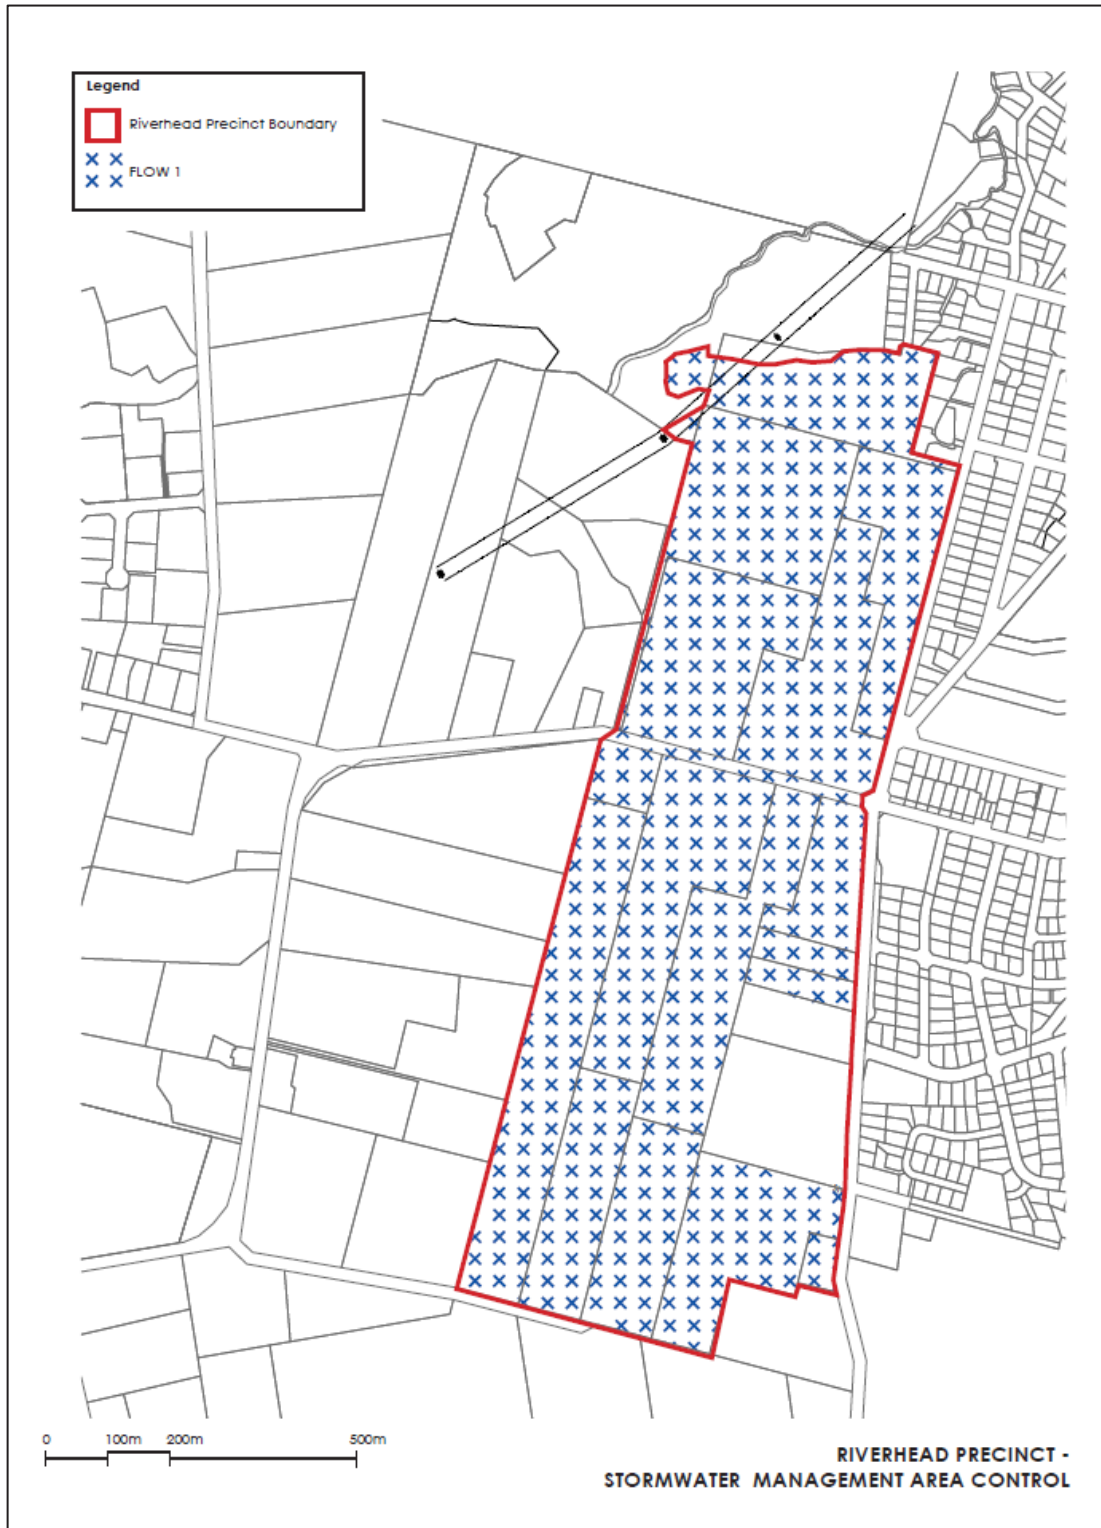 Legend
Riverhead Precinct Boundary
FLOW 1
0 100m 200m 500m
RIVERHEAD PRECINCT -
STORMWATER MANAGEMENT AREA CONTROL